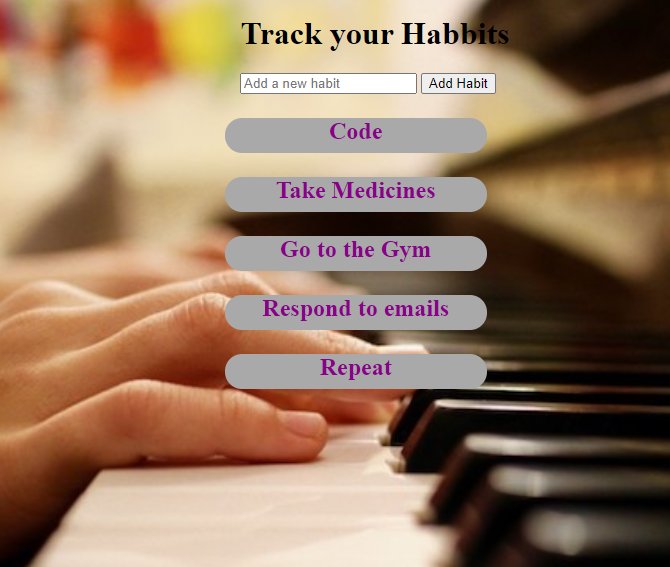 Track your Habbits
Add a new habit Add Habit
Code
Take Medicines
Go to the Gym
Respond to emails
Repeat